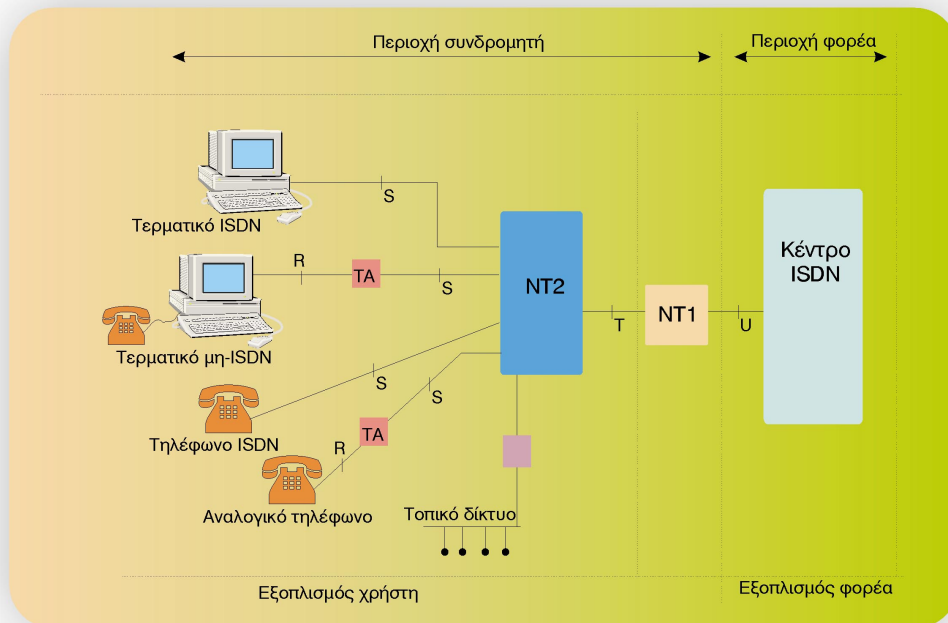 Περιοχή συνδρομητή
Περιοχή φορέα
S
Τερματικό ISDN
R
TA
S
NT2
Κέντρο
ISDN
T
NT1
U
Τερματικό μη-ISDN
S
S
Τηλέφωνο ISDN
R
TA
Αναλογικό τηλέφωνο
Τοπικό δίκτυο
Εξοπλισμός χρήστη
Εξοπλισμός φορέα